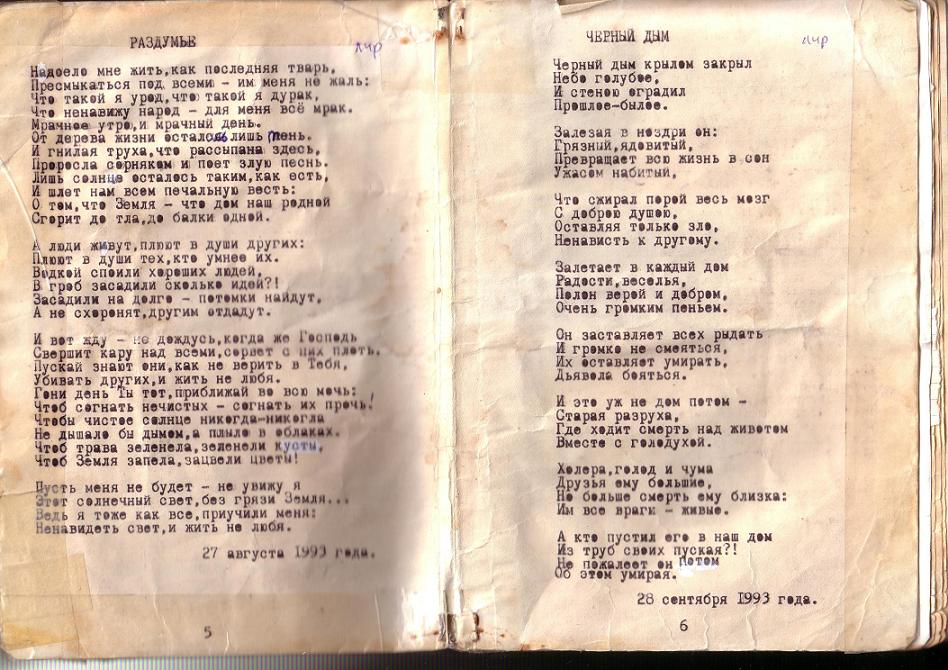 РАЗДУМЬЕ
лир
Надоело мне жить,как последняя тварь,
Пресмыкаться под всеми - им меня не жаль:
Что такой я урод,что такой я дурак,
Что ненавижу народ - для меня всё мрак.
Мрачное утро,и мрачный день.
От дерева жизни осталась лишь тень.
И гнилая труха,что рассыпана здесь,
Проросла сорняком и поет злую песнь.
Лишь солнце осталось таким,как есть,
И шлет нам всем печальную весть:
О том,что Земля - что дом наш родной
Сгорит до тла,до балки одной.
А люди живут,плюют в души других:
Плюют в души тех,кто умнее их.
Водкой споили хороших людей,
В гроб засадили сколько идей?!
Засадили на долго - потомки найдут,
А не схоронят,другим отдадут.
И вот жду - не дождусь,когда же Господь
Свершит кару над всеми,сорвет с них плоть.
Пускай знают они,как не верить в Тебя,
Убивать других,и жить не любя.
Гони день Ты тот,приближай во всю мочь:
Чтоб согнать нечистых - согнать их прочь!
Чтобы чистое солнце никогда-никогла
Не дышало бы дымом,а плыло в облаках.
Чтоб трава зеленела,зеленели кусты,
Чтоб Земля запела,зацвели цветы!
Пусть меня не будет - не увижу я
Этот солнечный свет,без грязи Земля...
Ведь я тоже как все,приучили меня:
Ненавидеть свет,и жить не любя.
27 августа 1993 года.
5
ЧЕРНЫЙ ДЫМ
лир
Черный дым крылом закрыл
Небо голубое,
И стеною оградил
Прошлое-былое.
Залезая в ноздри он:
Грязный,ядовитый,
Превращает всю жизнь в сон
Ужасом набитый,
Что сжирал порой весь мозг
С доброю душою,
Оставляя только зло,
Ненависть к другому.
Залетает в каждый дом
Радости,веселья,
Полон верой и добром,
Очень громким пеньем.
Он заставляет всех рыдать
И громко не смеяться,
Их оставляет умирать,
Дьявола бояться.
И это уж не дом потом -
Старая разруха,
Где ходит смерть над животом
Вместе с голодухой.
Холера,голод и чума
Друзья ему большие,
Но больше смерть ему близка:
Им все враги - живые.
А кто пустил его в наш дом
Из труб своих пуская?!
Не пожалеет он потом
Об этом умирая.
28 сентября 1993 года.
6